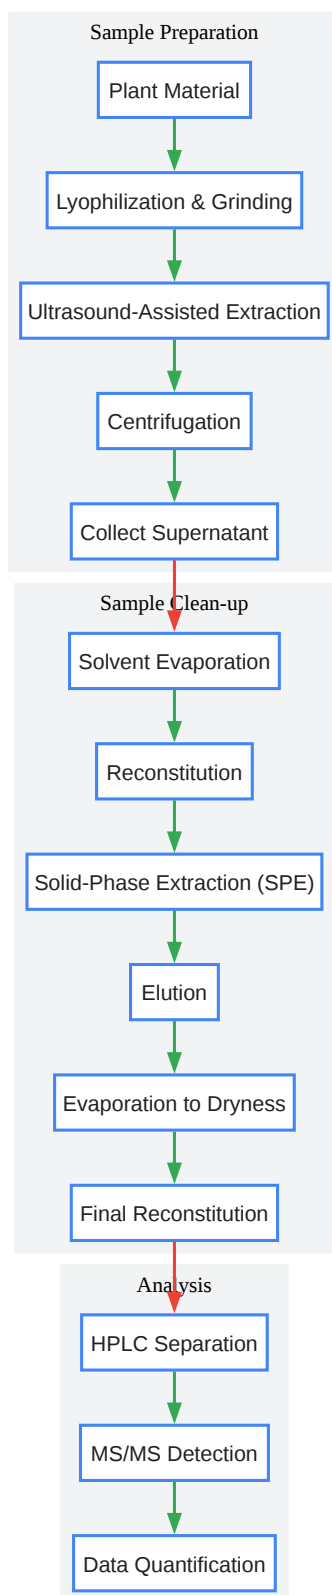 Sample Preparation
Plant Material
Lyophilization & Grinding
Ultrasound-Assisted Extraction
Centrifugation
Collect Supernatant
Sample Clean-up
Solvent Evaporation
Reconstitution
Solid-Phase Extraction (SPE)
Elution
Evaporation to Dryness
Final Reconstitution
Analysis
HPLC Separation
MS/MS Detection
Data Quantification